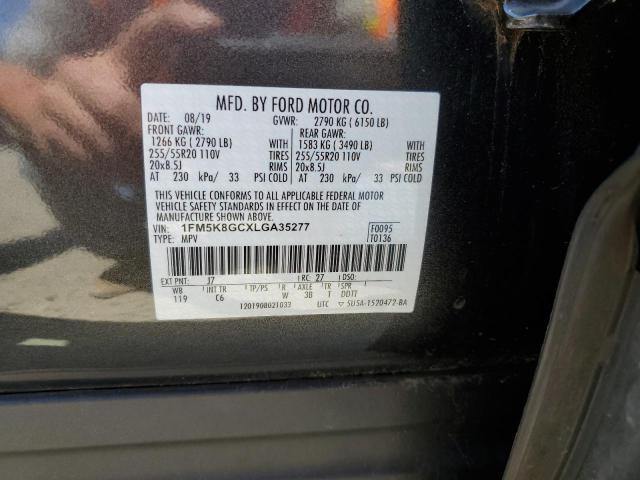 MFD. BY FORD MOTOR CO.
DATE: 08/19 GVWR: 2790 KG ( 6150 LB)
FRONT GAWR: REAR GAWR:
1266 KG ( 2790 LB) WITH 1583 KG ( 3490 LB) WITH
255/55R20 110V TIRES 255/55R20 110V TIRES
20x8.5J RIMS 20x8.5J RIMS
AT 230 kPa/ 33 PSI COLD AT 230 kPa/ 33 PSI COLD
THIS VEHICLE CONFORMS TO ALL APPLICABLE FEDERAL MOTOR
VEHICLE SAFETY STANDARDS IN EFFECT ON THE DATE OF
MANUFACTURE SHOWN ABOVE.
VIN: 1FM5K8GCXLGA35277 F0095
TYPE: MPV T0136
EXT PNT: J7 RC: 27 DSO:
WB INT TR TP/PS R AXLE TR SPR
119 C6 W 3B T DDTT
1201908021033 UTC ▽ 5U5A-1520472-BA